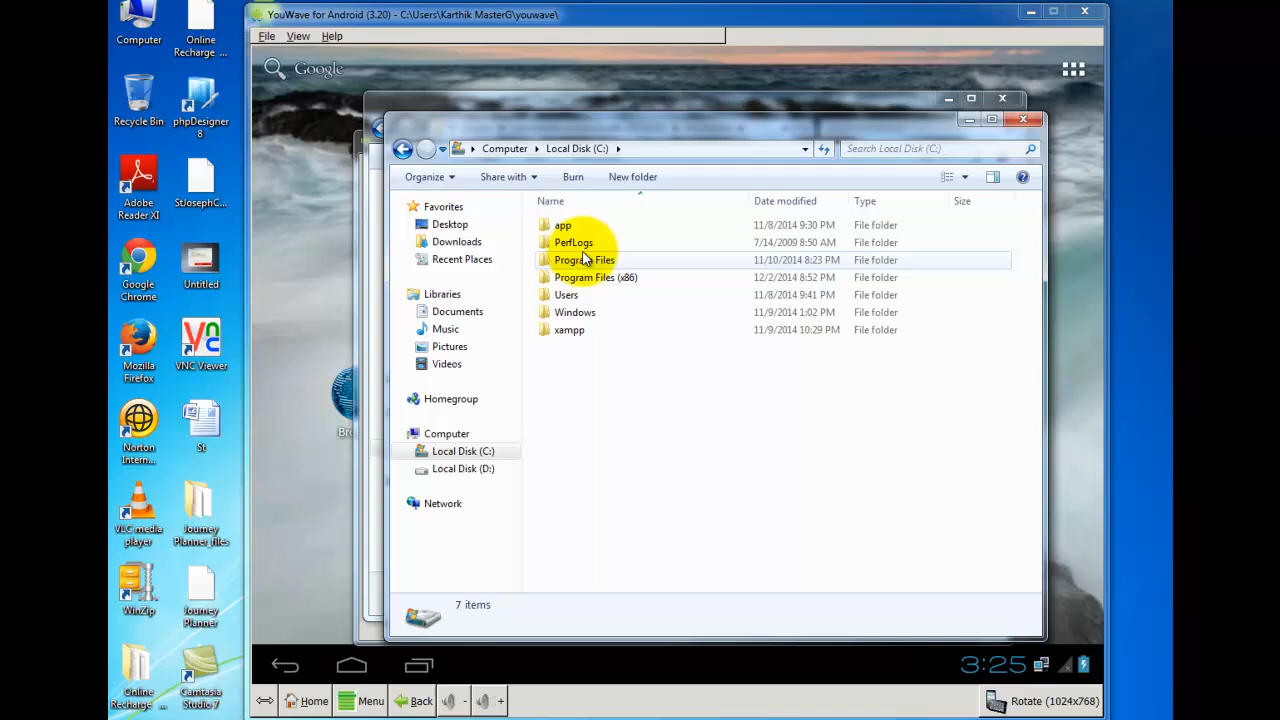 Computer
Online
Recharge ...
Recycle Bin
phpDesigner
8
Adobe
Reader XI
StJosephC...
Google
Chrome
Untitled
Mozilla
Firefox
VNC Viewer
Norton
Intern...
St
VLC media
player
Journey
Planner_files
WinZip
Journey
Planner
Online
Recharge ...
Camtasia
Studio 7
YouWave for Android (3.20) - C:\Users\Karthik MasterG\youwave\
File View Help
Google
Computer Local Disk (C:)
Search Local Disk (C:)
Organize Share with Burn New folder
Favorites
Desktop
Downloads
Recent Places
Libraries
Documents
Music
Pictures
Videos
Homegroup
Computer
Local Disk (C:)
Local Disk (D:)
Network
Name Date modified Type Size
app 11/8/2014 9:30 PM File folder
PerfLogs 7/14/2009 8:50 AM File folder
Program Files 11/10/2014 8:23 PM File folder
Program Files (x86) 12/2/2014 8:52 PM File folder
Users 11/8/2014 9:41 PM File folder
Windows 11/9/2014 1:02 PM File folder
xampp 11/9/2014 10:29 PM File folder
7 items
3:25
Home Menu Back - +
Rotate (1024x768)